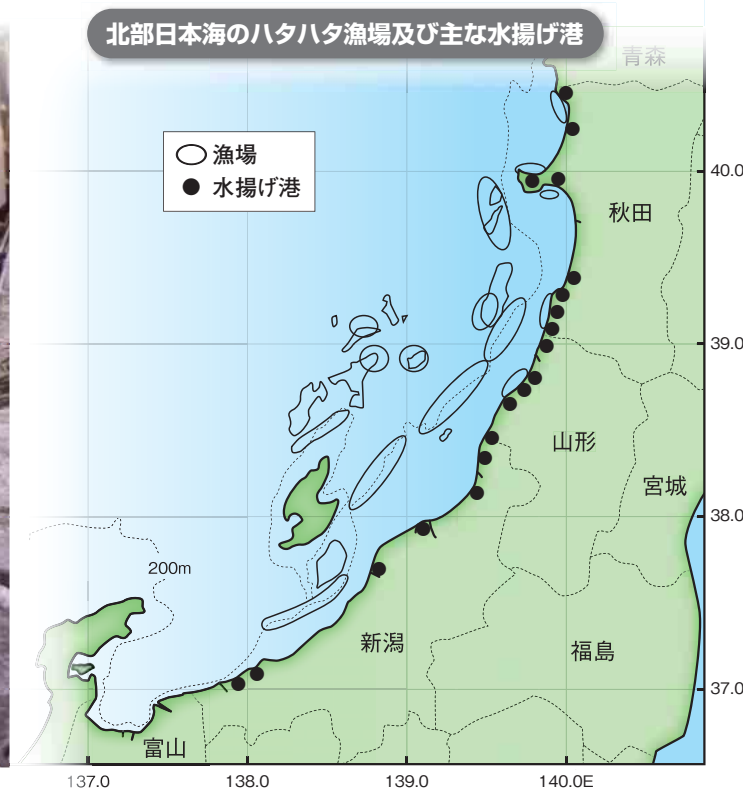 北部日本海のハタハタ漁場及び主な水揚げ港
青森
漁場
水揚げ港
40.0
秋田
39.0
山形
宮城
38.0
200m
新潟
福島
37.0
富山
137.0
138.0
139.0
140.0E